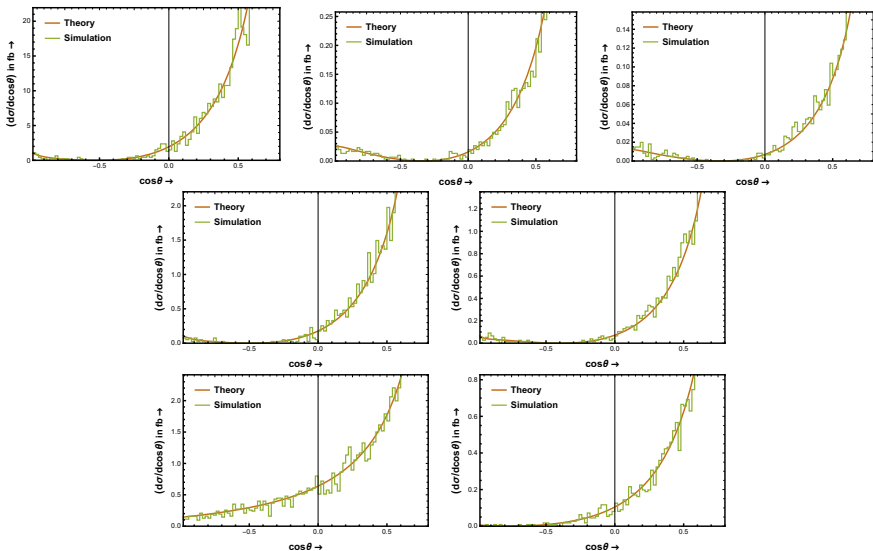 Theory
Simulation
(dσ/dcosθ) in fb →
20
15
10
5
0
-0.5
0.0
0.5
cosθ →
Theory
Simulation
(dσ/dcosθ) in fb →
0.25
0.20
0.15
0.10
0.05
0.00
-0.5
0.0
0.5
cosθ →
Theory
Simulation
(dσ/dcosθ) in fb →
0.14
0.12
0.10
0.08
0.06
0.04
0.02
0.00
-0.5
0.0
0.5
cosθ →
Theory
Simulation
(dσ/dcosθ) in fb →
2.0
1.5
1.0
0.5
0.0
-0.5
0.0
0.5
cosθ →
Theory
Simulation
(dσ/dcosθ) in fb →
1.2
1.0
0.8
0.6
0.4
0.2
0.0
-0.5
0.0
0.5
cosθ →
Theory
Simulation
(dσ/dcosθ) in fb →
2.0
1.5
1.0
0.5
0.0
-0.5
0.0
0.5
cosθ →
Theory
Simulation
(dσ/dcosθ) in fb →
0.8
0.6
0.4
0.2
0.0
-0.5
0.0
0.5
cosθ →